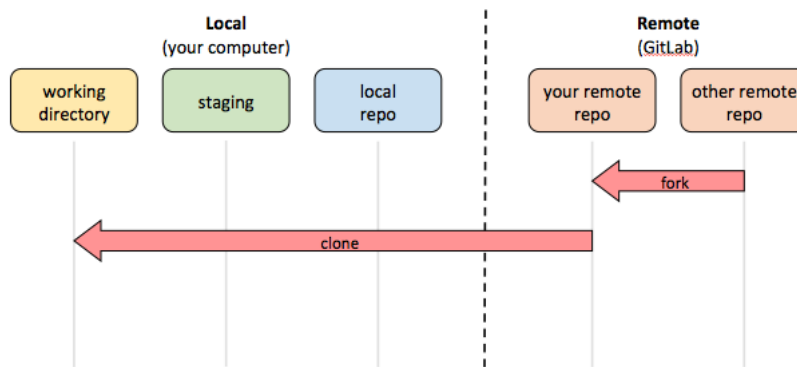 Local
(your computer)
Remote
(GitLab)
working
directory
staging
local
repo
your remote
repo
other remote
repo
fork
clone